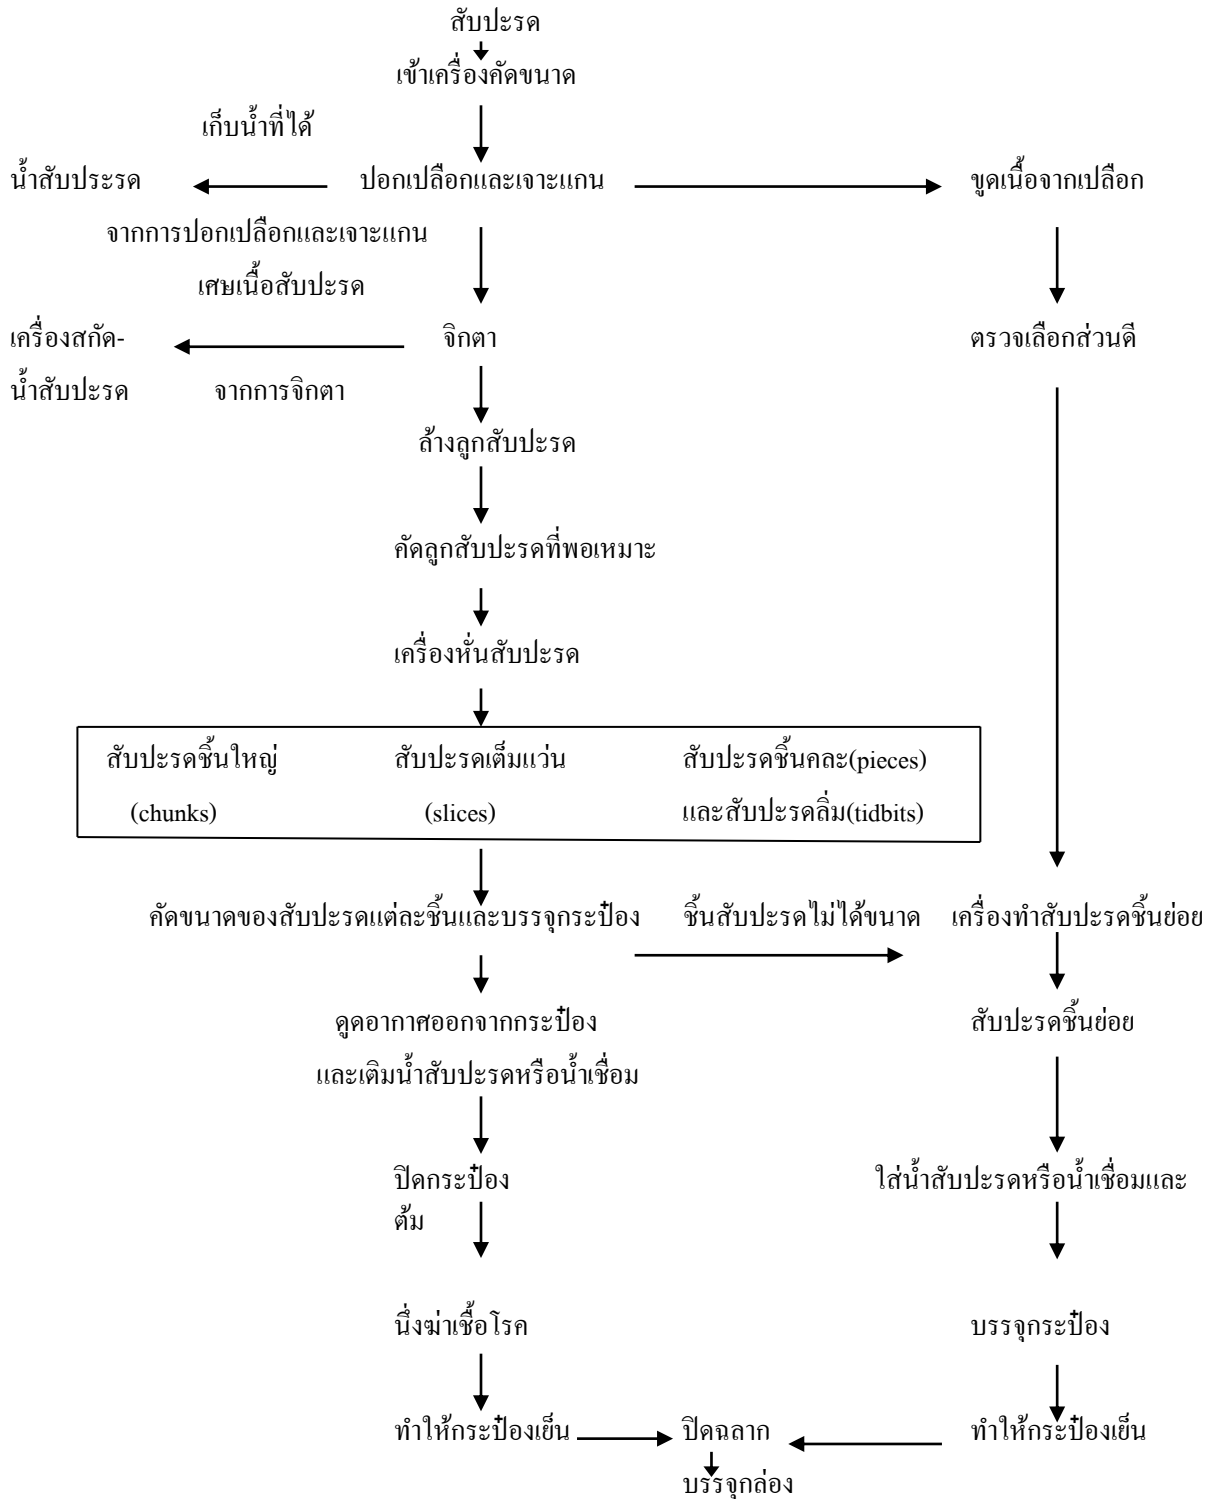 สับปะรด
เข้าเครื่องคัดขนาด
เก็บน้ำที่ได้
น้ำสับประรด ปอกเปลือกและเจาะแกน ขูดเนื้อจากเปลือก
จากการปอกเปลือกและเจาะแกน
เศษเนื้อสับปะรด
เครื่องสกัด- จิกตา ตรวจเลือกส่วนดี
น้ำสับปะรด จากการจิกตา
ล้างลูกสับปะรด
คัดลูกสับปะรดที่พอเหมาะ
เครื่องหั่นสับปะรด
สับปะรดชิ้นใหญ่ สับปะรดเต็มแว่น สับปะรดชิ้นคละ(pieces)
(chunks) (slices) และสับปะรดลิ่ม(tidbits)
คัดขนาดของสับปะรดแต่ละชิ้นและบรรจุกระป๋อง ชิ้นสับปะรดไม่ได้ขนาด เครื่องทำสับปะรดชิ้นย่อย
ดูดอากาศออกจากกระป๋อง สับปะรดชิ้นย่อย
และเติมน้ำสับปะรดหรือน้ำเชื่อม
ปิดกระป๋อง ใส่น้ำสับปะรดหรือน้ำเชื่อมและ
ต้ม
นึ่งฆ่าเชื้อโรค บรรจุกระป๋อง
ทำให้กระป๋องเย็น ปิดฉลาก ทำให้กระป๋องเย็น
บรรจุกล่อง